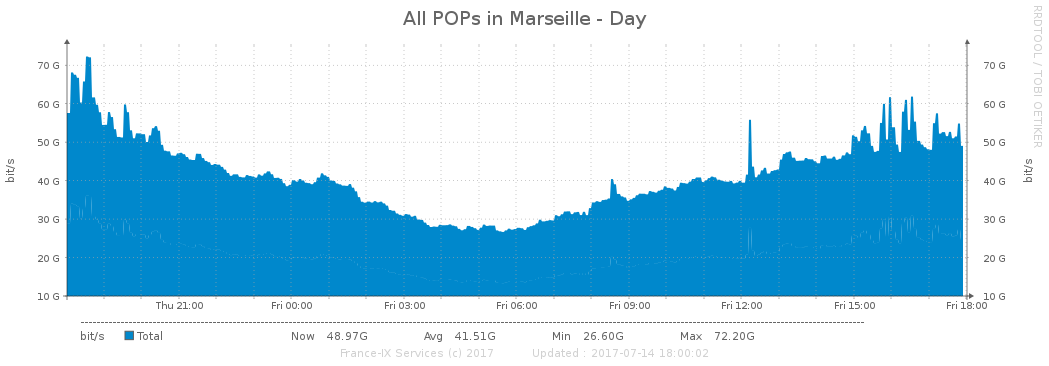 All POPs in Marseille - Day
RRDTOOL / TOBI OETIKER
bit/s
70 G
70 G
60 G
60 G
50 G
50 G
40 G
40 G
30 G
30 G
20 G
20 G
10 G
10 G
bit/s
Thu 21:00 Fri 00:00 Fri 03:00 Fri 06:00 Fri 09:00 Fri 12:00 Fri 15:00 Fri 18:00
bit/s Total Now 48.97G Avg 41.51G Min 26.60G Max 72.20G
France-IX Services (c) 2017 Updated : 2017-07-14 18:00:02